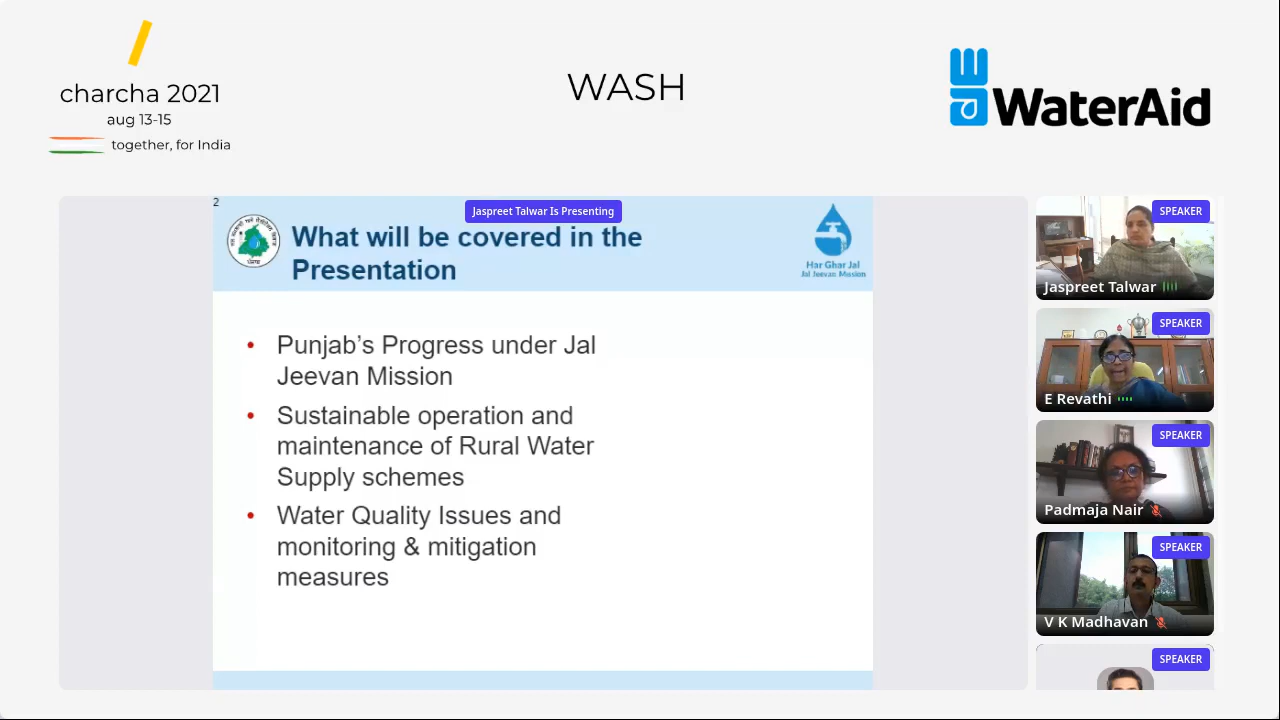 charcha 2021
aug 13-15
together, for India
WASH
WaterAid
2
Jaspreet Talwar Is Presenting
What will be covered in the
Presentation
Har Ghar Jal
Jal Jeevan Mission
• Punjab’s Progress under Jal
Jeevan Mission
• Sustainable operation and
maintenance of Rural Water
Supply schemes
• Water Quality Issues and
monitoring & mitigation
measures
SPEAKER
Jaspreet Talwar
SPEAKER
E Revathi
SPEAKER
Padmaja Nair
SPEAKER
V K Madhavan
SPEAKER